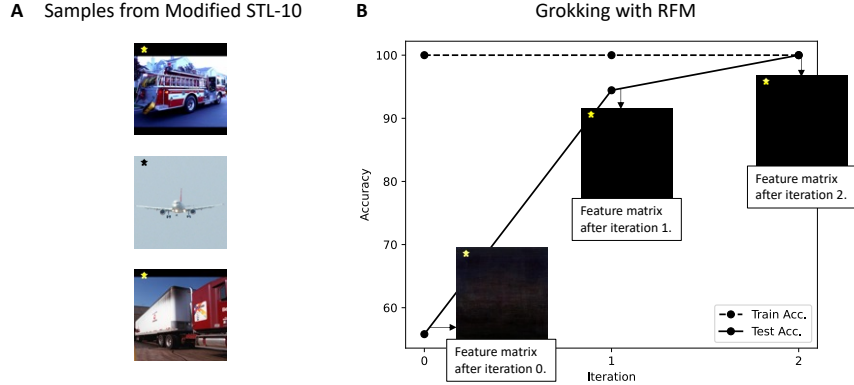 A Samples from Modified STL-10
B Grokking with RFM
100
90
80
70
60
Accuracy
0
1
2
Iteration
Feature matrix
after iteration 0.
Feature matrix
after iteration 1.
Feature matrix
after iteration 2.
Train Acc.
Test Acc.